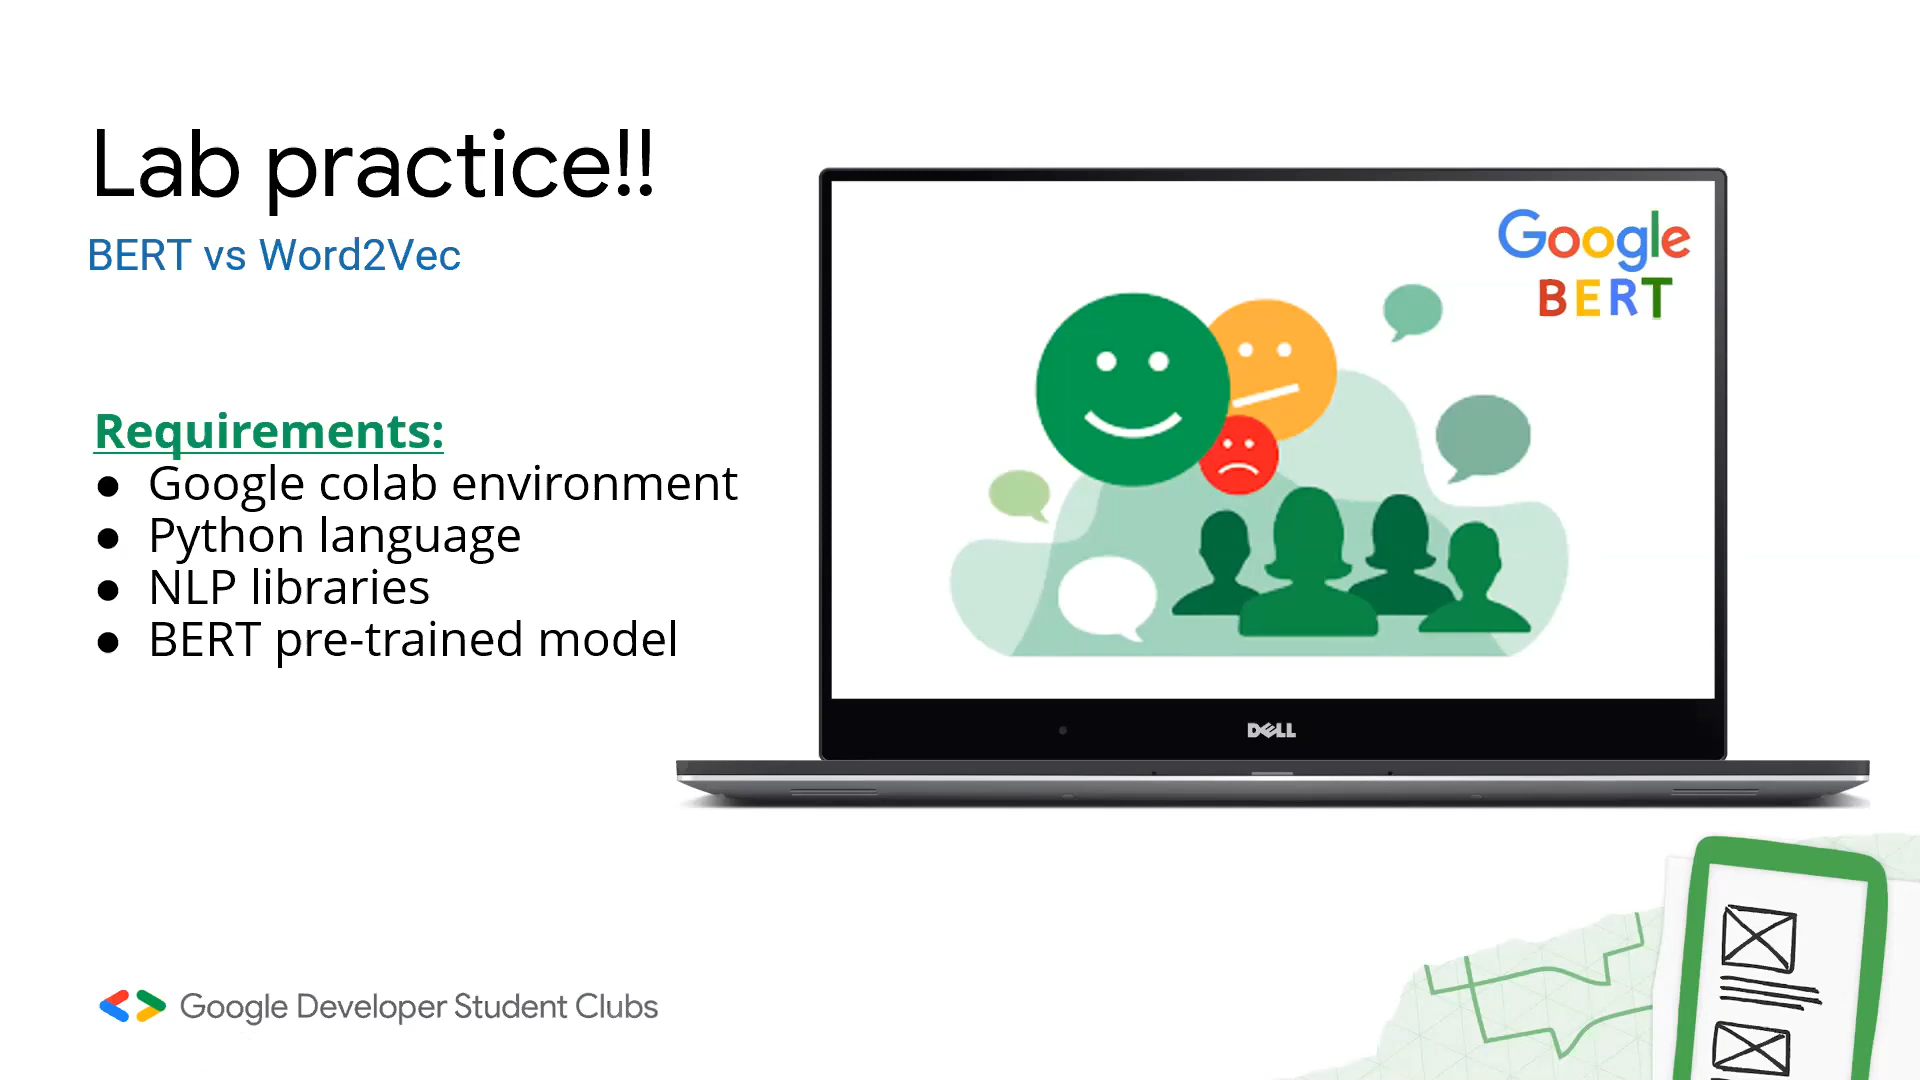 Lab practice!!
BERT vs Word2Vec
Requirements:
● Google colab environment
● Python language
● NLP libraries
● BERT pre-trained model
Google
BERT
DELL
Google Developer Student Clubs